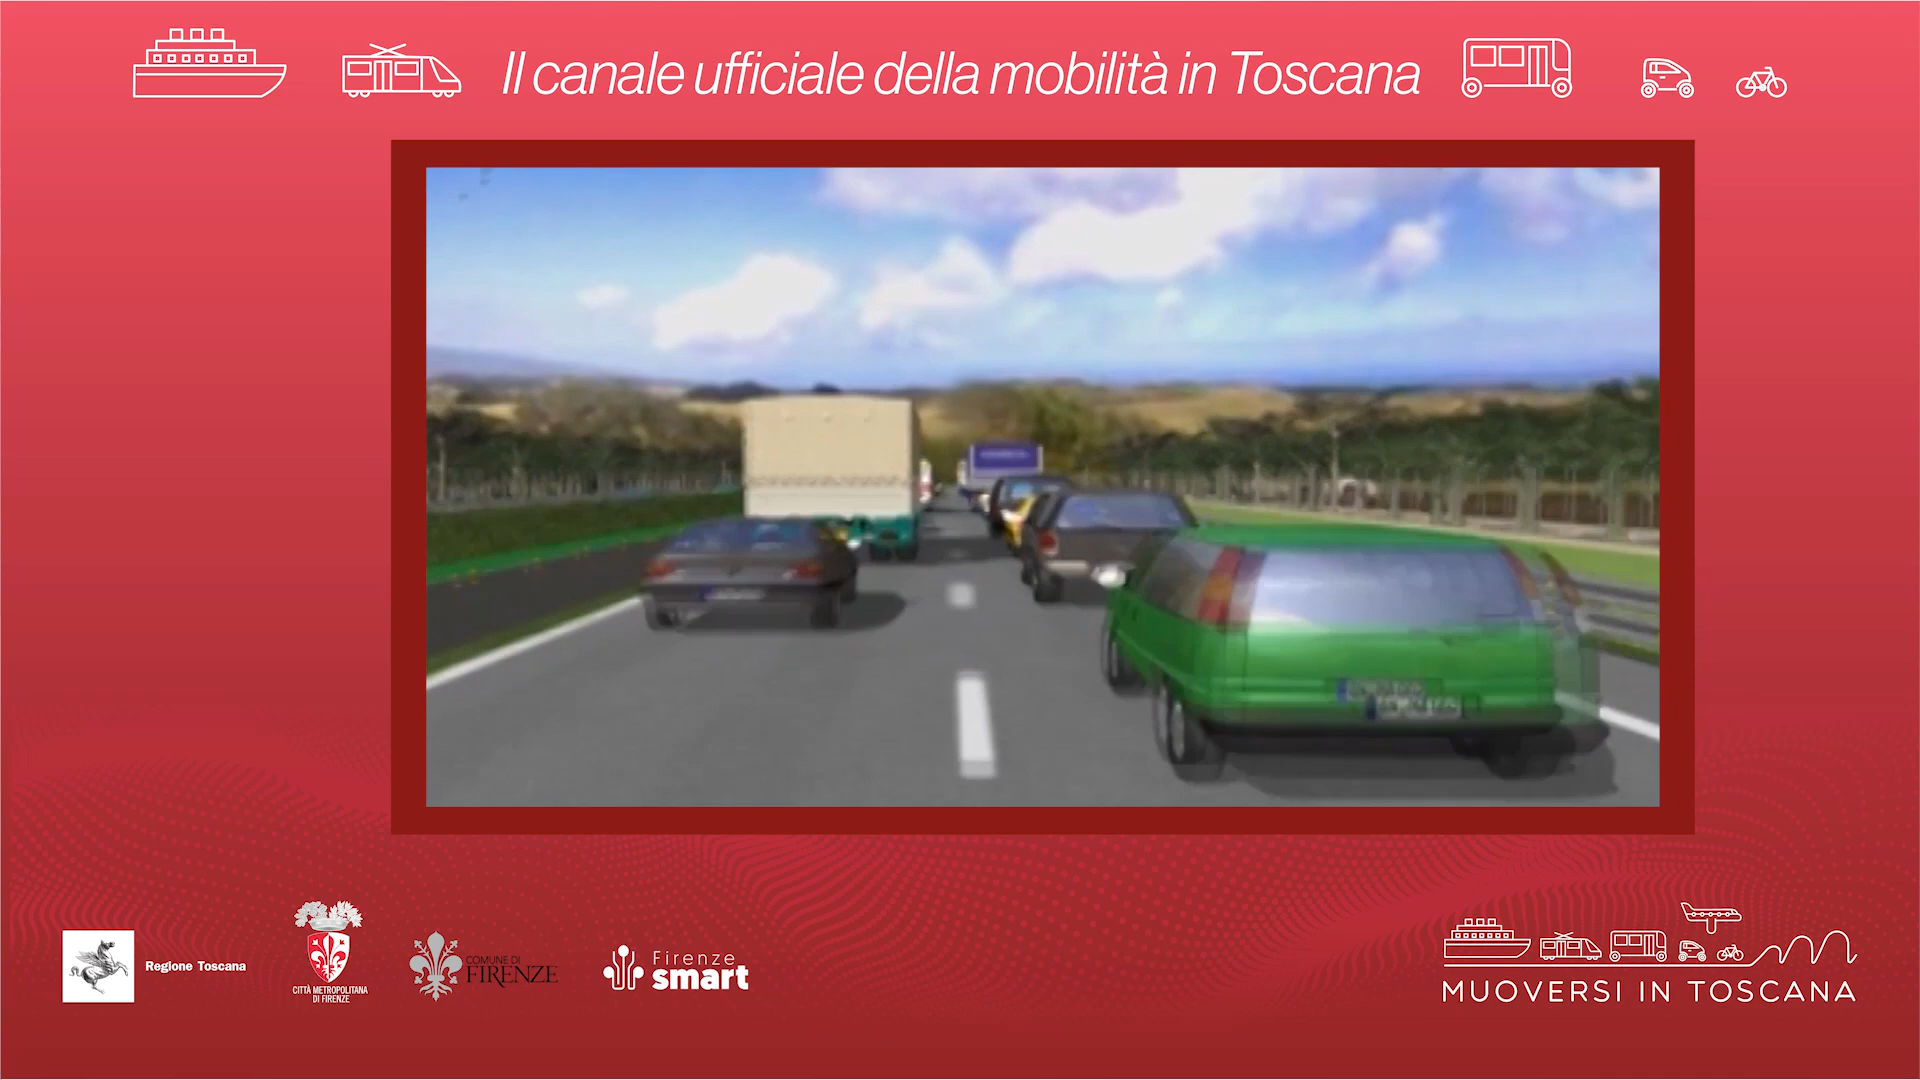 Il canale ufficiale della mobilità in Toscana
Regione Toscana
CITTÀ METROPOLITANA
DI FIRENZE
COMUNE DI
FIRENZE
Firenze
smart
MUOVERSI IN TOSCANA